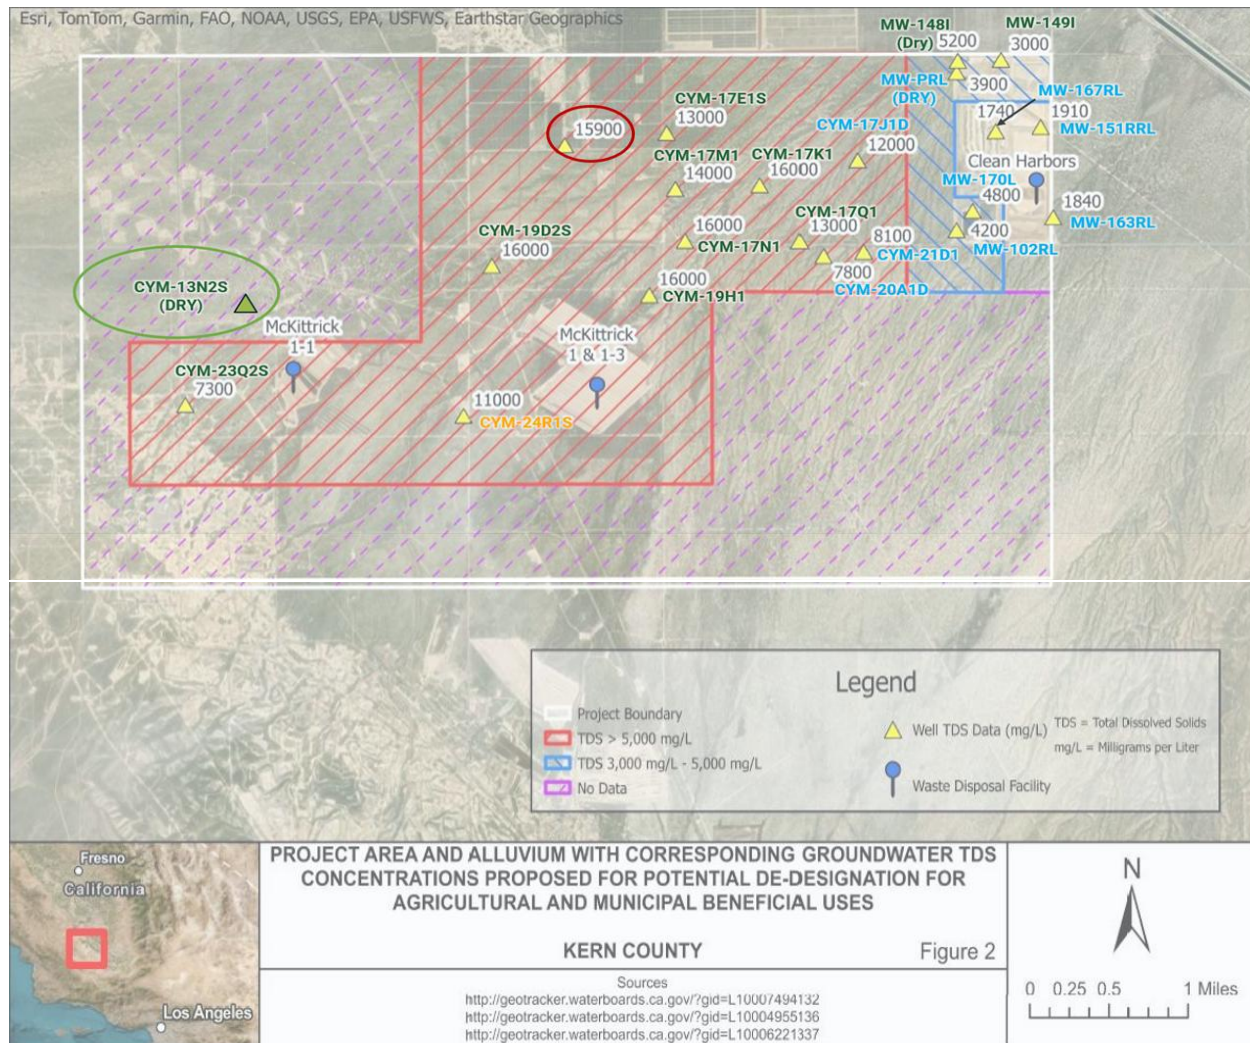 Esri, TomTom, Garmin, FAO, NOAA, USGS, EPA, USFWS, Earthstar Geographics
MW-148I
(Dry)
5200
MW-149I
3000
MW-PRL
(DRY)
3900
MW-167RL
1740
1910
MW-151RRL
CYM-17E1S
13000
15900
CYM-17J1D
12000
CYM-17M1
14000
CYM-17K1
16000
Clean Harbors
MW-170L
4800
1840
MW-163RL
4200
MW-102RL
CYM-19D2S
16000
16000
CYM-17N1
CYM-17Q1
13000
8100
CYM-21D1
7800
CYM-20A1D
CYM-13N2S
(DRY)
16000
CYM-19H1
McKittrick
1-1
McKittrick
1 & 1-3
CYM-23Q2S
7300
11000
CYM-24R1S
Legend
Project Boundary
TDS > 5,000 mg/L
TDS 3,000 mg/L - 5,000 mg/L
No Data
Well TDS Data (mg/L)
Waste Disposal Facility
TDS = Total Dissolved Solids
mg/L = Milligrams per Liter
Fresno
California
Los Angeles
PROJECT AREA AND ALLUVIUM WITH CORRESPONDING GROUNDWATER TDS
CONCENTRATIONS PROPOSED FOR POTENTIAL DE-DESIGNATION FOR
AGRICULTURAL AND MUNICIPAL BENEFICIAL USES
KERN COUNTY
Figure 2
Sources
http://geotracker.waterboards.ca.gov/?gid=L10007494132
http://geotracker.waterboards.ca.gov/?gid=L10004955136
http://geotracker.waterboards.ca.gov/?gid=L10006221337
N
0 0.25 0.5 1 Miles